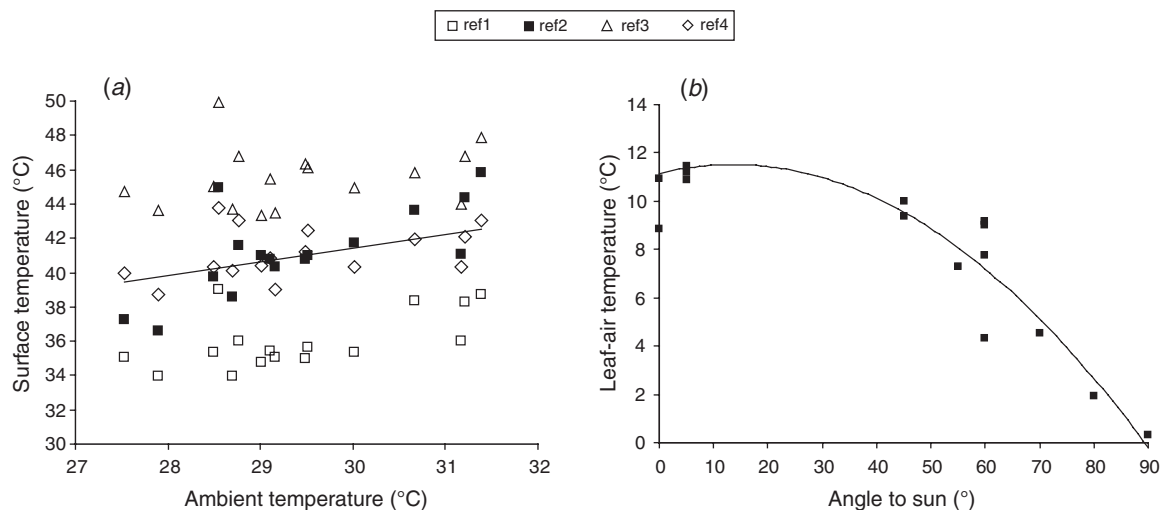 ref1 ref2 ref3 ref4
(a)
50
48
46
44
42
40
38
36
34
32
30
Surface temperature (°C)
27 28 29 30 31 32
Ambient temperature (°C)
(b)
14
12
10
8
6
4
2
0
Leaf-air temperature (°C)
0 10 20 30 40 50 60 70 80 90
Angle to sun (°)